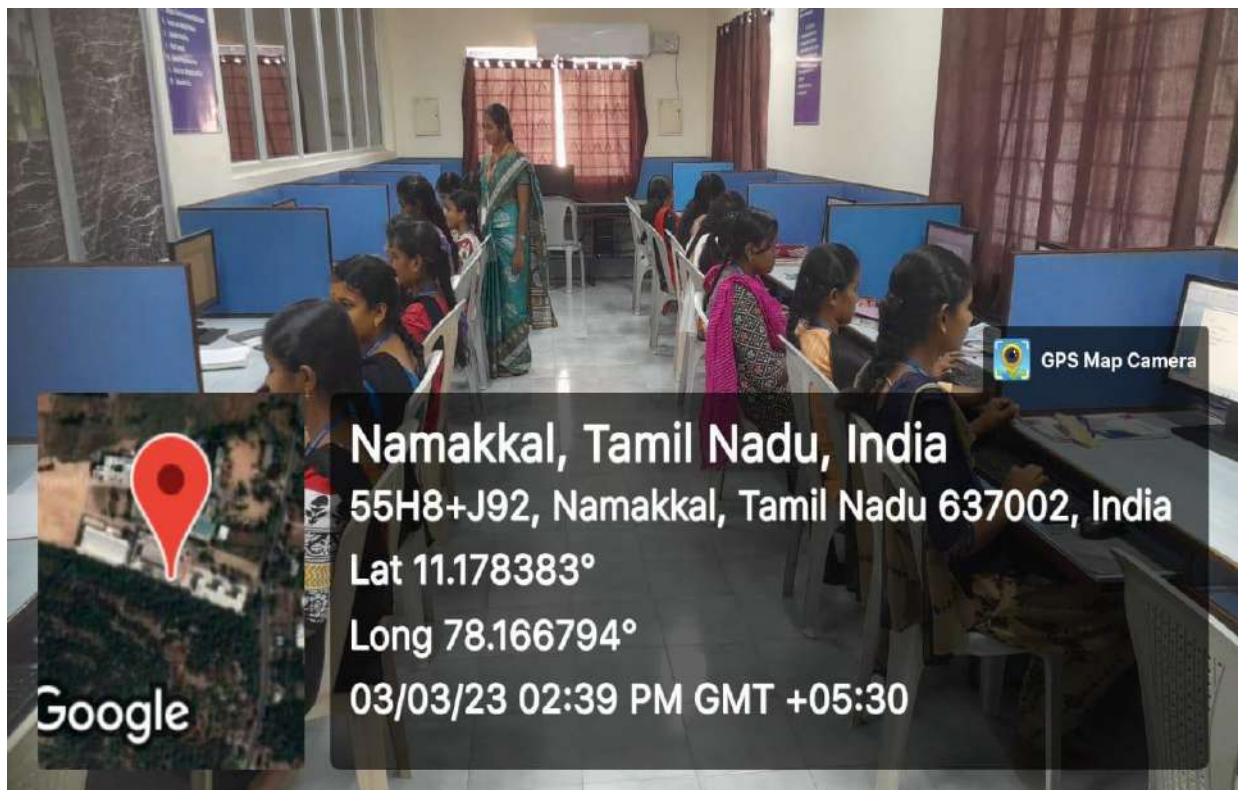 GPS Map Camera
Namakkal, Tamil Nadu, India
55H8+J92, Namakkal, Tamil Nadu 637002, India
Lat 11.178383°
Long 78.166794°
03/03/23 02:39 PM GMT +05:30
Google